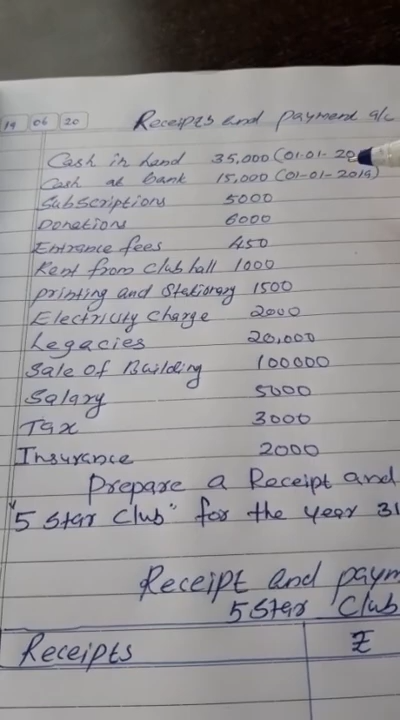 19 06 20
Receipts and payment a/c
Cash in hand 35,000 (01-01-20
Cash at bank 15,000 (01-01-2019)
Subscriptions 5000
Donations 6000
Entrance fees 450
Rent from Club hall 1000
printing and Stationary 1500
Electricity Charge 2000
Legacies 20,000
Sale of Building 100000
Salary 5000
Tax 3000
Insurance 2000
Prepare a Receipt and
"5 Star Club" for the year 31
Receipt and paym
5 Star Club
Receipts ₹